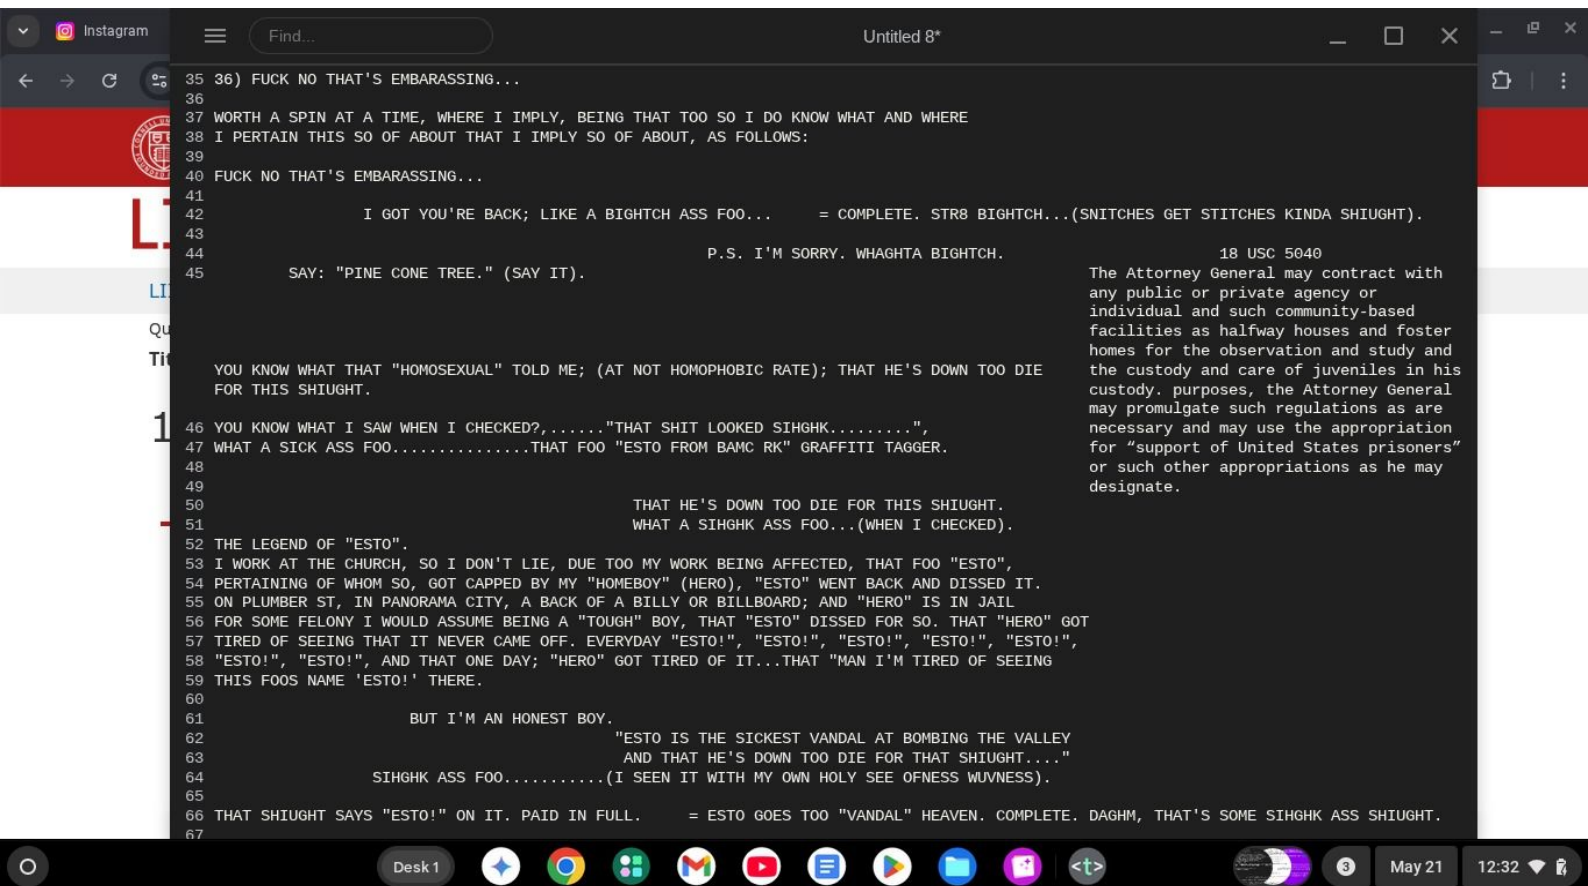 Instagram
Find...
Untitled 8*
35 36) FUCK NO THAT'S EMBARASSING...
36
37 WORTH A SPIN AT A TIME, WHERE I IMPLY, BEING THAT TOO SO I DO KNOW WHAT AND WHERE
38 I PERTAIN THIS SO OF ABOUT THAT I IMPLY SO OF ABOUT, AS FOLLOWS:
39
40 FUCK NO THAT'S EMBARASSING...
41
42 I GOT YOU'RE BACK; LIKE A BIGHTCH ASS FOO... = COMPLETE. STR8 BIGHTCH...(SNITCHES GET STITCHES KINDA SHIUGHT).
43
44 P.S. I'M SORRY. WHAGHTA BIGHTCH. 18 USC 5040
45 SAY: "PINE CONE TREE." (SAY IT). The Attorney General may contract with
any public or private agency or
individual and such community-based
facilities as halfway houses and foster
homes for the observation and study and
YOU KNOW WHAT THAT "HOMOSEXUAL" TOLD ME; (AT NOT HOMOPHOBIC RATE); THAT HE'S DOWN TOO DIE the custody and care of juveniles in his
FOR THIS SHIUGHT. custody. purposes, the Attorney General
may promulgate such regulations as are
46 YOU KNOW WHAT I SAW WHEN I CHECKED?,......"THAT SHIT LOOKED SIHGHK.........", necessary and may use the appropriation
47 WHAT A SICK ASS FOO...............THAT FOO "ESTO FROM BAMC RK" GRAFFITI TAGGER. for “support of United States prisoners”
48 or such other appropriations as he may
49 designate.
50 THAT HE'S DOWN TOO DIE FOR THIS SHIUGHT.
51 WHAT A SIHGHK ASS FOO...(WHEN I CHECKED).
52 THE LEGEND OF "ESTO".
53 I WORK AT THE CHURCH, SO I DON'T LIE, DUE TOO MY WORK BEING AFFECTED, THAT FOO "ESTO",
54 PERTAINING OF WHOM SO, GOT CAPPED BY MY "HOMEBOY" (HERO), "ESTO" WENT BACK AND DISSED IT.
55 ON PLUMBER ST, IN PANORAMA CITY, A BACK OF A BILLY OR BILLBOARD; AND "HERO" IS IN JAIL
56 FOR SOME FELONY I WOULD ASSUME BEING A "TOUGH" BOY, THAT "ESTO" DISSED FOR SO. THAT "HERO" GOT
57 TIRED OF SEEING THAT IT NEVER CAME OFF. EVERYDAY "ESTO!", "ESTO!", "ESTO!", "ESTO!", "ESTO!",
58 "ESTO!", "ESTO!", AND THAT ONE DAY; "HERO" GOT TIRED OF IT...THAT "MAN I'M TIRED OF SEEING
59 THIS FOOS NAME 'ESTO!' THERE.
60
61 BUT I'M AN HONEST BOY.
62 "ESTO IS THE SICKEST VANDAL AT BOMBING THE VALLEY
63 AND THAT HE'S DOWN TOO DIE FOR THAT SHIUGHT...."
64 SIHGHK ASS FOO...........(I SEEN IT WITH MY OWN HOLY SEE OFNESS WUVNESS).
65
66 THAT SHIUGHT SAYS "ESTO!" ON IT. PAID IN FULL. = ESTO GOES TOO "VANDAL" HEAVEN. COMPLETE. DAGHM, THAT'S SOME SIHGHK ASS SHIUGHT.
67
LI
LI
Qu
Tit
1
Desk 1
<t>
3
May 21
12:32